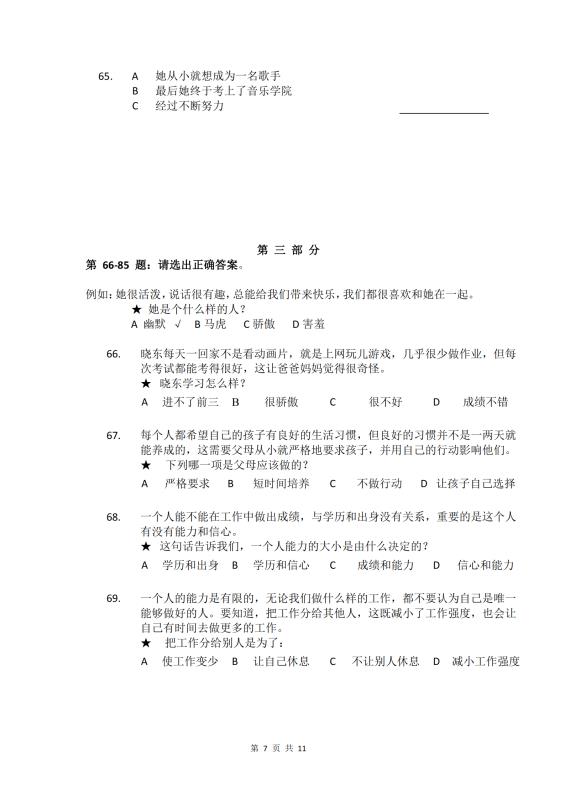 65. A 她从小就想成为一名歌手
B 最后她终于考上了音乐学院
C 经过不断努力
第 三 部 分
第 66-85 题：请选出正确答案。
例如：她很活泼，说话很有趣，总能给我们带来快乐，我们都很喜欢和她在一起。
★ 她是个什么样的人？
A 幽默 √ B 马虎 C 骄傲 D 害羞
66. 晓东每天一回家不是看动画片，就是上网玩儿游戏，几乎很少做作业，但每
次考试都能考得很好，这让爸爸妈妈觉得很奇怪。
★ 晓东学习怎么样？
A 进不了前三 B 很骄傲 C 很不好 D 成绩不错
67. 每个人都希望自己的孩子有良好的生活习惯，但良好的习惯并不是一两天就
能养成的，这需要父母从小就严格地要求孩子，并用自己的行动影响他们。
★ 下列哪一项是父母应该做的？
A 严格要求 B 短时间培养 C 不做行动 D 让孩子自己选择
68. 一个人能不能在工作中做出成绩，与学历和出身没有关系，重要的是这个人
有没有能力和信心。
★ 这句话告诉我们，一个人能力的大小是由什么决定的？
A 学历和出身 B 学历和信心 C 成绩和能力 D 信心和能力
69. 一个人的能力是有限的，无论我们做什么样的工作，都不要认为自己是唯一
能够做好的人。要知道，把工作分给其他人，这既减小了工作强度，也会让
自己有时间去做更多的工作。
★ 把工作分给别人是为了：
A 使工作变少 B 让自己休息 C 不让别人休息 D 减小工作强度
第 7 页 共 11